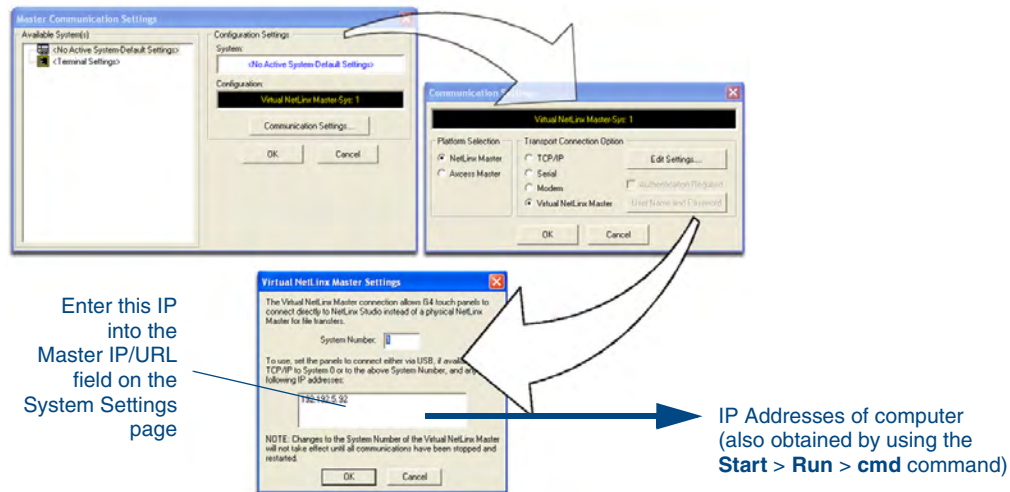 Master Communication Settings
Available System(s)
<No Active System-Default Settings>
<Terminal Settings>
Configuration Settings
System:
<No Active System-Default Settings>
Configuration:
Virtual NetLinx Master-Sys: 1
Communication Settings...
OK
Cancel
Communication
Virtual NetLinx Master-Sys: 1
Platform Selection
NetLinx Master
Axcess Master
Transport Connection Option
TCP/IP
Serial
Modem
Virtual NetLinx Master
Edit Settings...
Authentication Required
User Name and Password
OK
Cancel
Virtual NetLinx Master Settings
The Virtual NetLinx Master connection allows G4 touch panels to
connect directly to NetLinx Studio instead of a physical NetLinx
Master for file transfers.
System Number: 1
To use, set the panels to connect either via USB, if
TCP/IP to System 0 or to the above System Number, and any
following IP addresses:
192.192.5.92
NOTE: Changes to the System Number of the Virtual NetLinx Master
will not take effect until all communications have been stopped and
restarted.
OK
Cancel
Enter this IP
into the
Master IP/URL
field on the
System Settings
page
IP Addresses of computer
(also obtained by using the
Start > Run > cmd command)